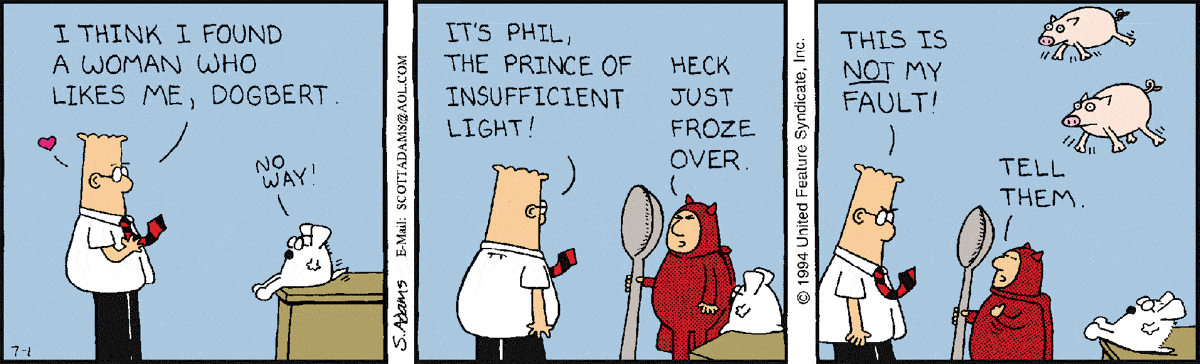 I THINK I FOUND
A WOMAN WHO
LIKES ME, DOGBERT.
NO
WAY!
7-1
S. Adams E-Mail: SCOTTADAMS@AOL.COM
IT'S PHIL,
THE PRINCE OF
INSUFFICIENT
LIGHT!
HECK
JUST
FROZE
OVER.
© 1994 United Feature Syndicate, Inc.
THIS IS
NOT MY
FAULT!
TELL
THEM.